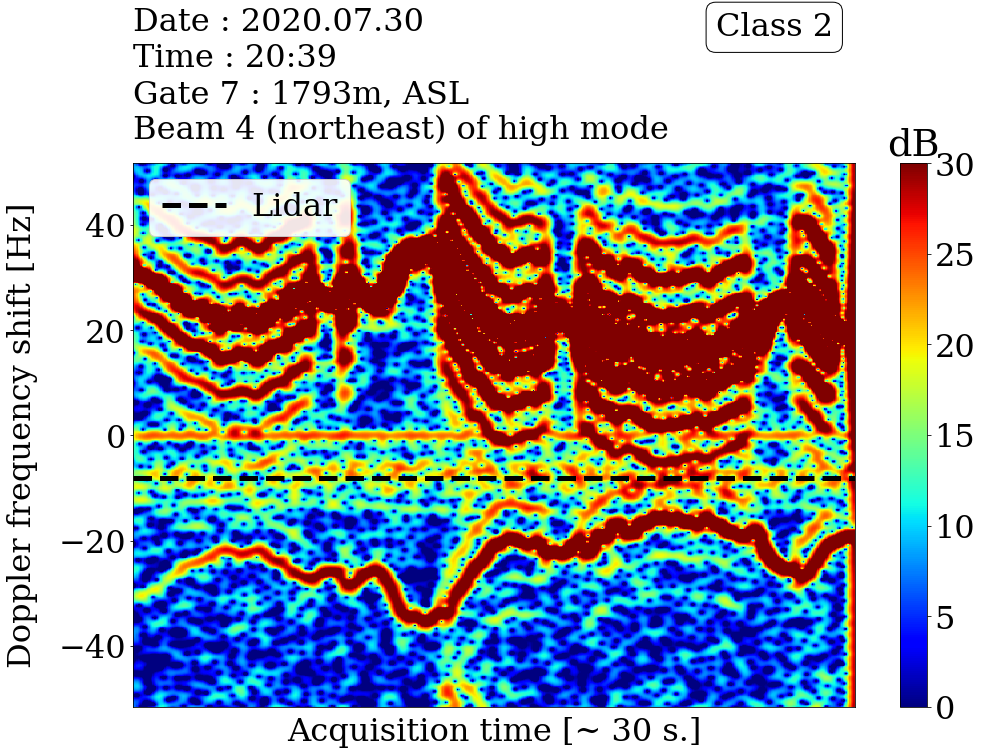 Date : 2020.07.30
Time : 20:39
Gate 7 : 1793m, ASL
Beam 4 (northeast) of high mode
Class 2
dB
Lidar
Doppler frequency shift [Hz]
40
20
0
−20
−40
30
25
20
15
10
5
0
Acquisition time [~ 30 s.]